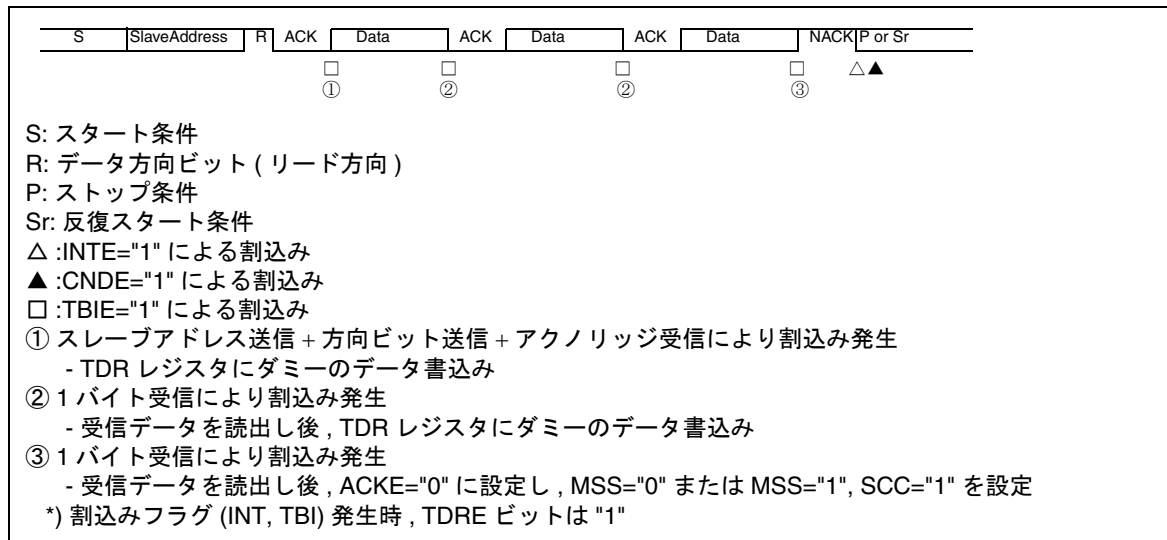 S SlaveAddress R ACK Data ACK Data ACK Data NACK P or Sr
□ □ □ □ △▲
① ② ② ③
S: スタート条件
R: データ方向ビット ( リード方向 )
P: ストップ条件
Sr: 反復スタート条件
△ :INTE="1" による割込み
▲ :CNDE="1" による割込み
□ :TBIE="1" による割込み
① スレーブアドレス送信 + 方向ビット送信 + アクノリッジ受信により割込み発生
- TDR レジスタにダミーのデータ書込み
② 1 バイト受信により割込み発生
- 受信データを読出し後 , TDR レジスタにダミーのデータ書込み
③ 1 バイト受信により割込み発生
- 受信データを読出し後 , ACKE="0" に設定し , MSS="0" または MSS="1", SCC="1" を設定
*) 割込みフラグ (INT, TBI) 発生時 , TDRE ビットは "1"